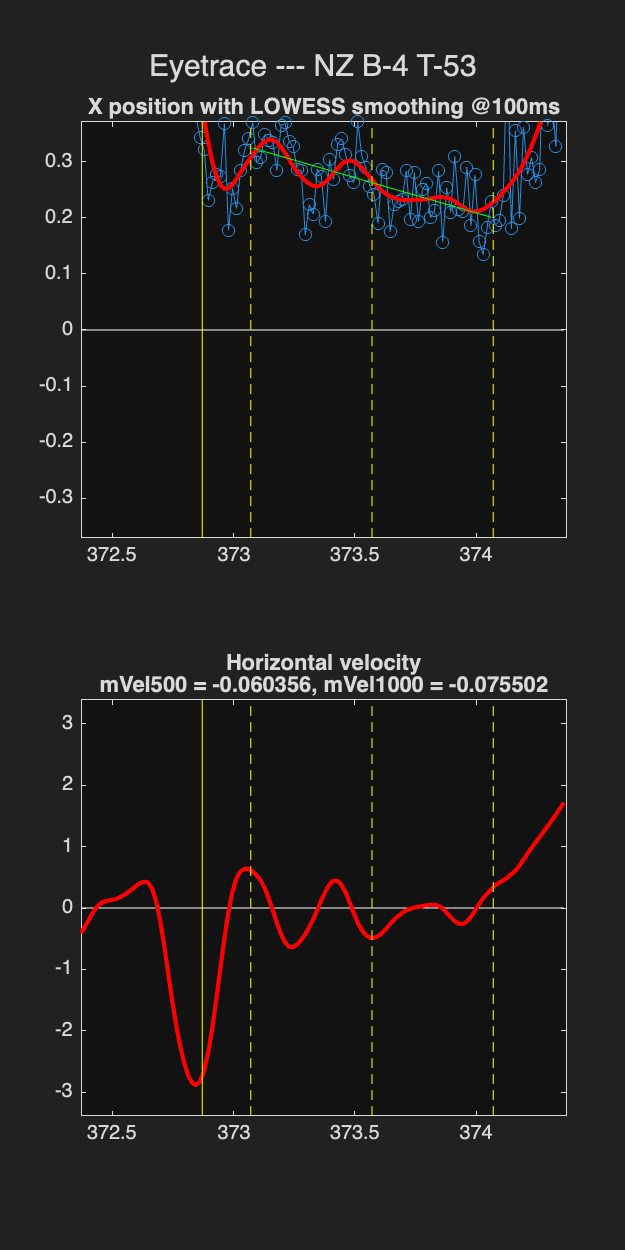 Eyetrace --- NZ B-4 T-53
X position with LOWESS smoothing @100ms
0.3
0.2
0.1
0
-0.1
-0.2
-0.3
372.5 373 373.5 374
Horizontal velocity
mVel500 = -0.060356, mVel1000 = -0.075502
3
2
1
0
-1
-2
-3
372.5 373 373.5 374